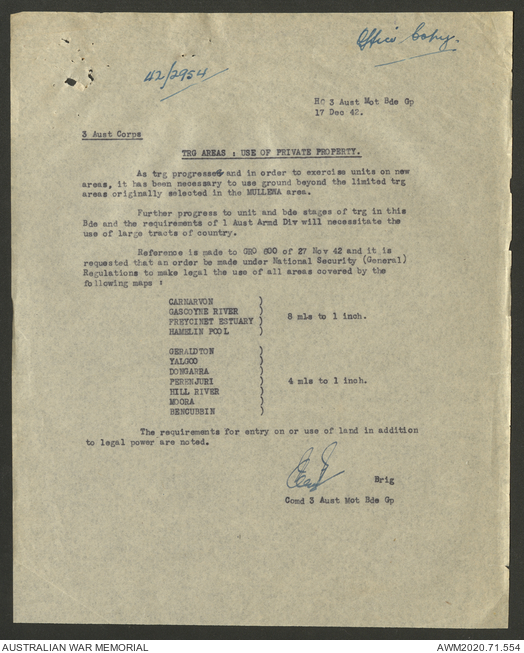 Office Copy.
42/2954
HQ 3 Aust Mot Bde Gp
17 Dec 42.
3 Aust Corps
TRG AREAS : USE OF PRIVATE PROPERTY.
As trg progresses and in order to exercise units on new
areas, it has been necessary to use ground beyond the limited trg
areas originally selected in the MULLEWA area.
Further progress to unit and bde stages of trg in this
Bde and the requirements of 1 Aust Armd Div will necessitate the
use of large tracts of country.
Reference is made to GRO 800 of 27 Nov 42 and it is
requested that an order be made under National Security (General)
Regulations to make legal the use of all areas covered by the
following maps :
CARNARVON )
GASCOYNE RIVER )
FREYCINET ESTUARY ) 8 mls to 1 inch.
HAMELIN POOL )
GERALDTON )
YALGOO )
DONGARRA )
PERENJURI ) 4 mls to 1 inch.
HILL RIVER )
MOORA )
BENCUBBIN )
The requirements for entry on or use of land in addition
to legal power are noted.
Brig
Comd 3 Aust Mot Bde Gp
AUSTRALIAN WAR MEMORIAL
AWM2020.71.554